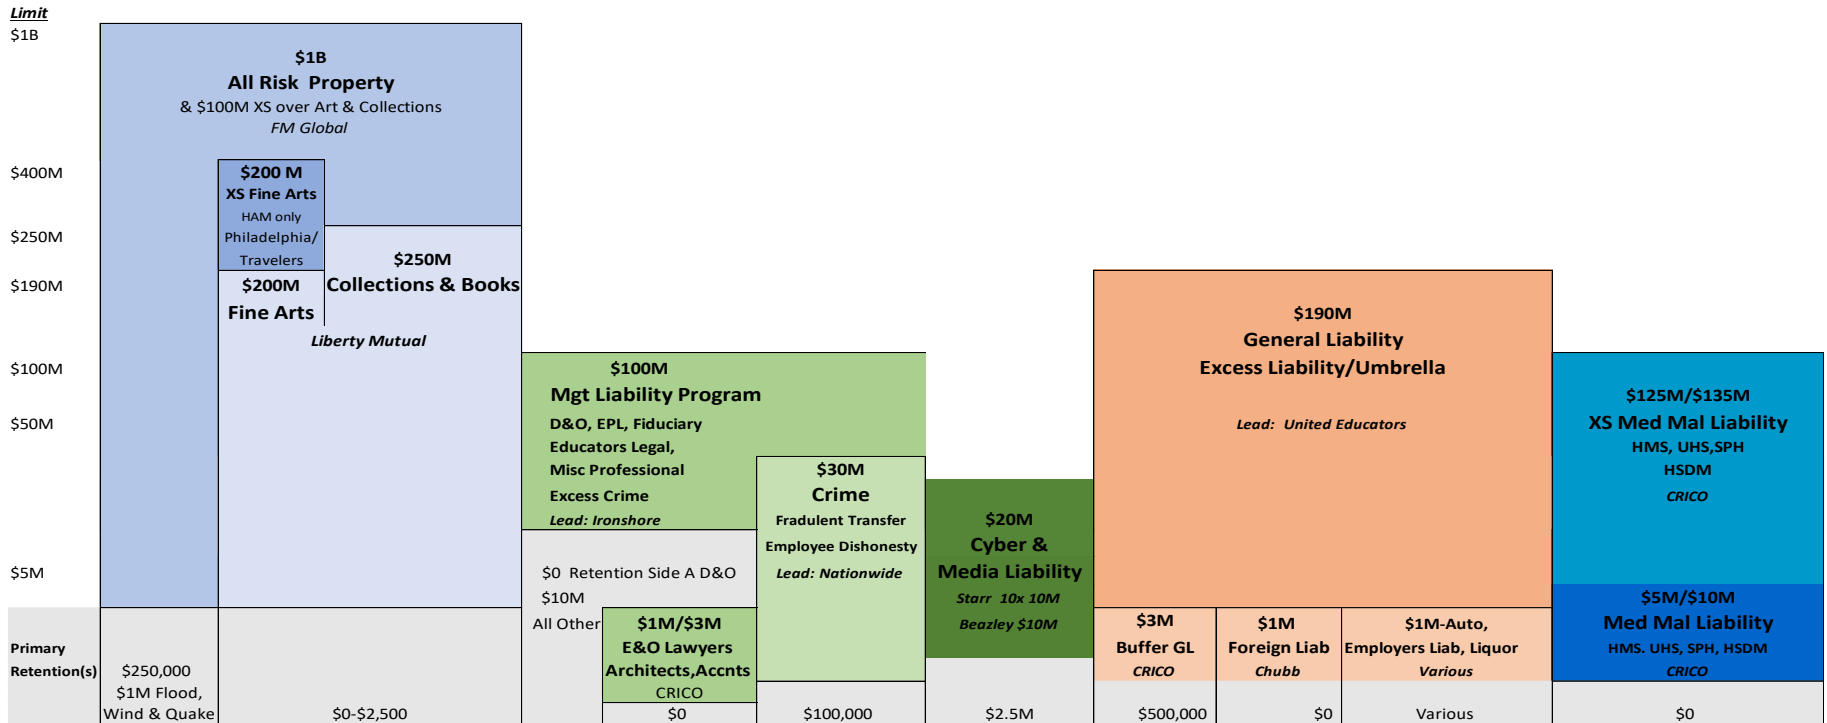 Limit
$1B
$400M
$250M
$190M
$100M
$50M
$5M
Primary
Retention(s)
$1B
All Risk Property
& $100M XS over Art & Collections
FM Global
$200 M
XS Fine Arts
HAM only
Philadelphia/
Travelers
$200M
Fine Arts
$250M
Collections & Books
Liberty Mutual
$250,000
$1M Flood,
Wind & Quake
$0-$2,500
$100M
Mgt Liability Program
D&O, EPL, Fiduciary
Educators Legal,
Misc Professional
Excess Crime
Lead: Ironshore
$0 Retention Side A D&O
$10M
All Other
$1M/$3M
E&O Lawyers
Architects,Accnts
CRICO
$0
$30M
Crime
Fradulent Transfer
Employee Dishonesty
Lead: Nationwide
$100,000
$20M
Cyber &
Media Liability
Starr 10x 10M
Beazley $10M
$2.5M
$190M
General Liability
Excess Liability/Umbrella
Lead: United Educators
$3M
Buffer GL
CRICO
$500,000
$1M
Foreign Liab
Chubb
$0
$1M-Auto,
Employers Liab, Liquor
Various
Various
$125M/$135M
XS Med Mal Liability
HMS, UHS,SPH
HSDM
CRICO
$5M/$10M
Med Mal Liability
HMS. UHS, SPH, HSDM
CRICO
$0